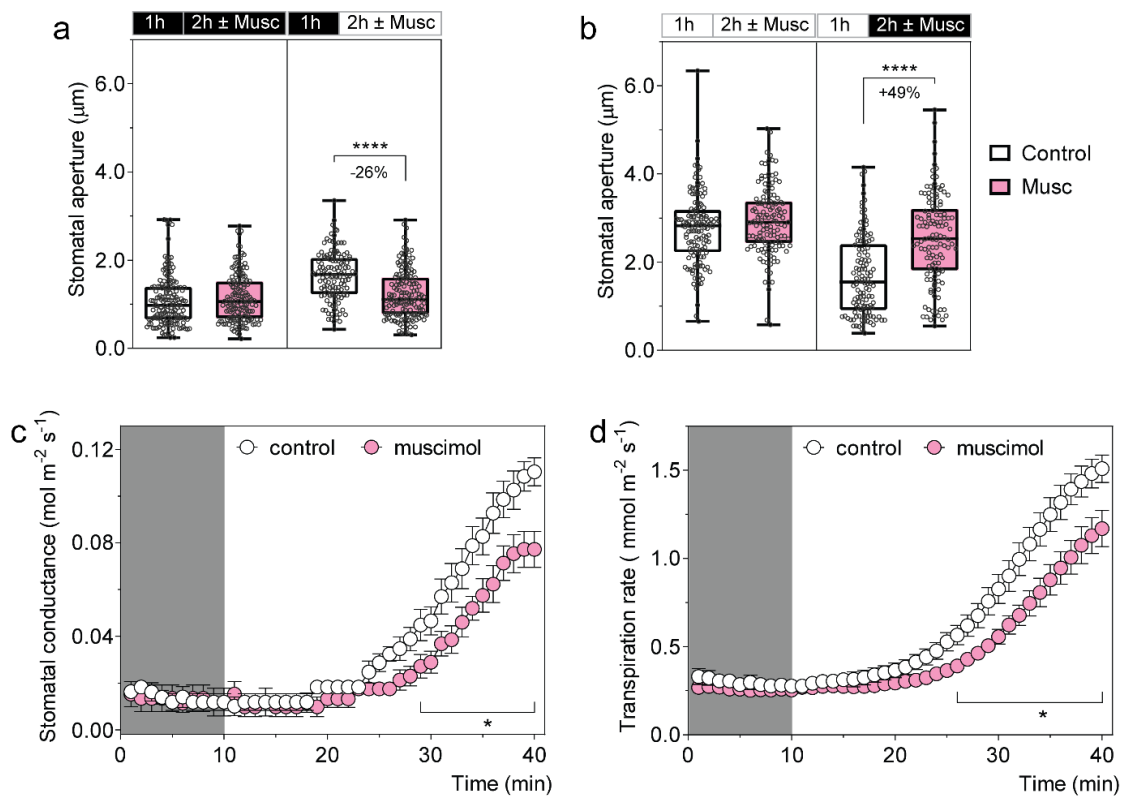 a
1h 2h ± Musc 1h 2h ± Musc
Stomatal aperture (μm)
6.0
4.0
2.0
0.0
****
-26%
b
1h 2h ± Musc 1h 2h ± Musc
Stomatal aperture (μm)
6.0
4.0
2.0
0.0
****
+49%
Control
Musc
c
Stomatal conductance (mol m-2 s-1)
control muscimol
0.12
0.08
0.04
0.00
*
0 10 20 30 40
Time (min)
d
Transpiration rate ( mmol m-2 s-1)
control muscimol
1.5
1.0
0.5
0.0
*
0 10 20 30 40
Time (min)